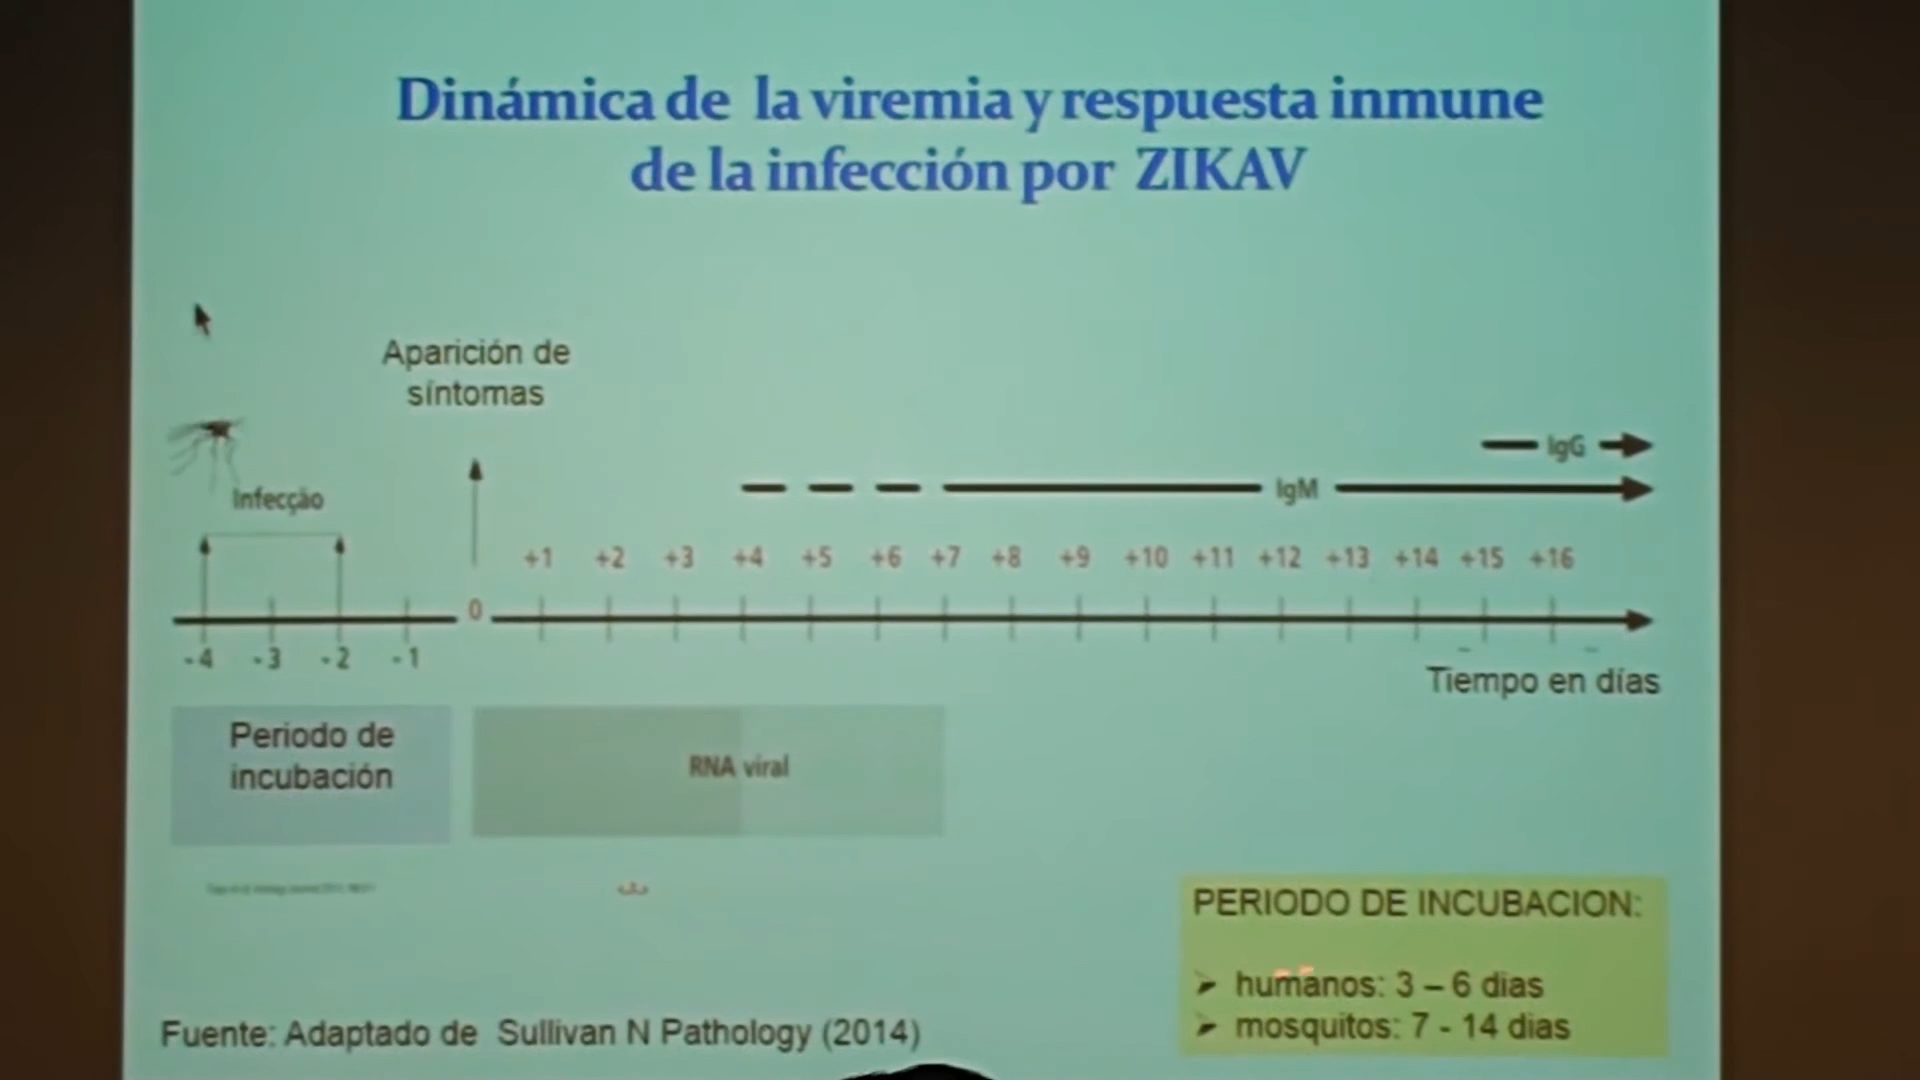 Dinámica de la viremia y respuesta inmune
de la infección por ZIKAV
Aparición de
síntomas
Infecção
IgG
IgM
+1 +2 +3 +4 +5 +6 +7 +8 +9 +10 +11 +12 +13 +14 +15 +16
0
-4 -3 -2 -1
Tiempo en días
Periodo de
incubación
RNA viral
PERIODO DE INCUBACION:
humanos: 3 – 6 dias
mosquitos: 7 - 14 dias
Fuente: Adaptado de Sullivan N Pathology (2014)